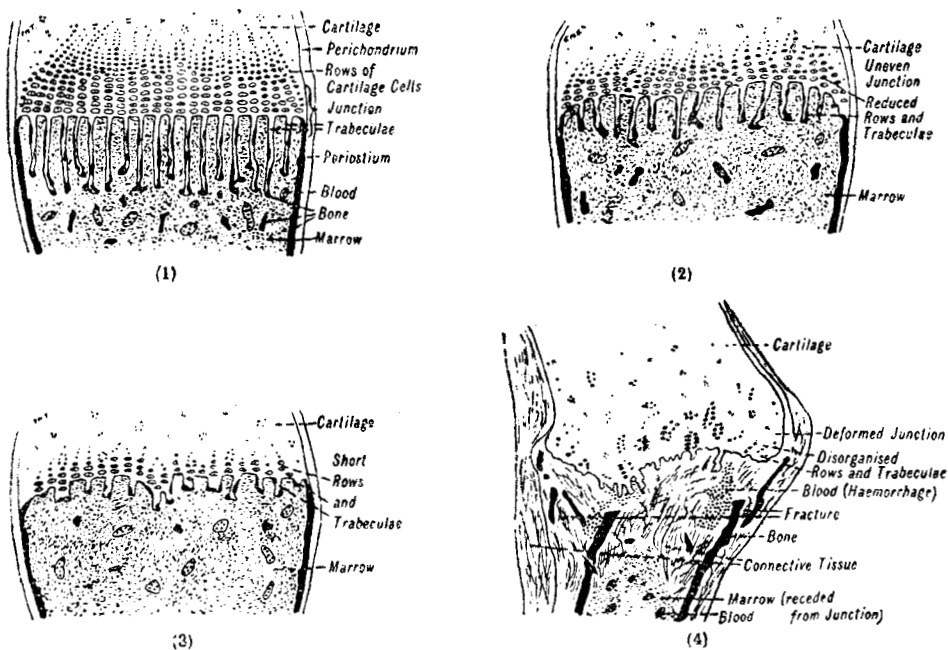 Cartilage
Perichondrium
Rows of
Cartilage Cells
Junction
Trabeculae
Periostium
Blood
Bone
Marrow
(1)
Cartilage
Uneven
Junction
Reduced
Rows and
Trabeculae
Marrow
(2)
Cartilage
Short
Rows
and
Trabeculae
Marrow
(3)
Cartilage
Deformed Junction
Disorganised
Rows and Trabeculae
Blood (Haemorrhage)
Fracture
Bone
Connective Tissue
Marrow (receded
Blood from Junction)
(4)